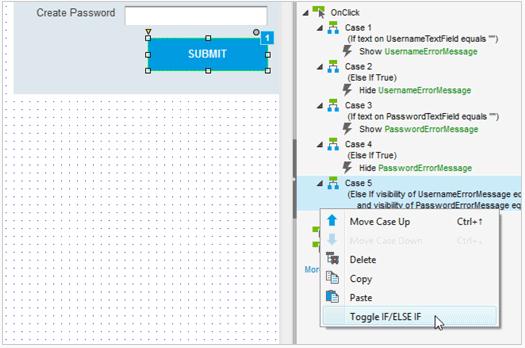 Create Password
SUBMIT
1
OnClick
Case 1
(If text on UsernameTextField equals "")
Show UsernameErrorMessage
Case 2
(Else If True)
Hide UsernameErrorMessage
Case 3
(If text on PasswordTextField equals "")
Show PasswordErrorMessage
Case 4
(Else If True)
Hide PasswordErrorMessage
Case 5
(Else If visibility of UsernameErrorMessage eq
and visibility of PasswordErrorMessage eq
Move Case Up Ctrl+↑
Move Case Down Ctrl+↓
Delete
Mor
Copy
Paste
Toggle IF/ELSE IF